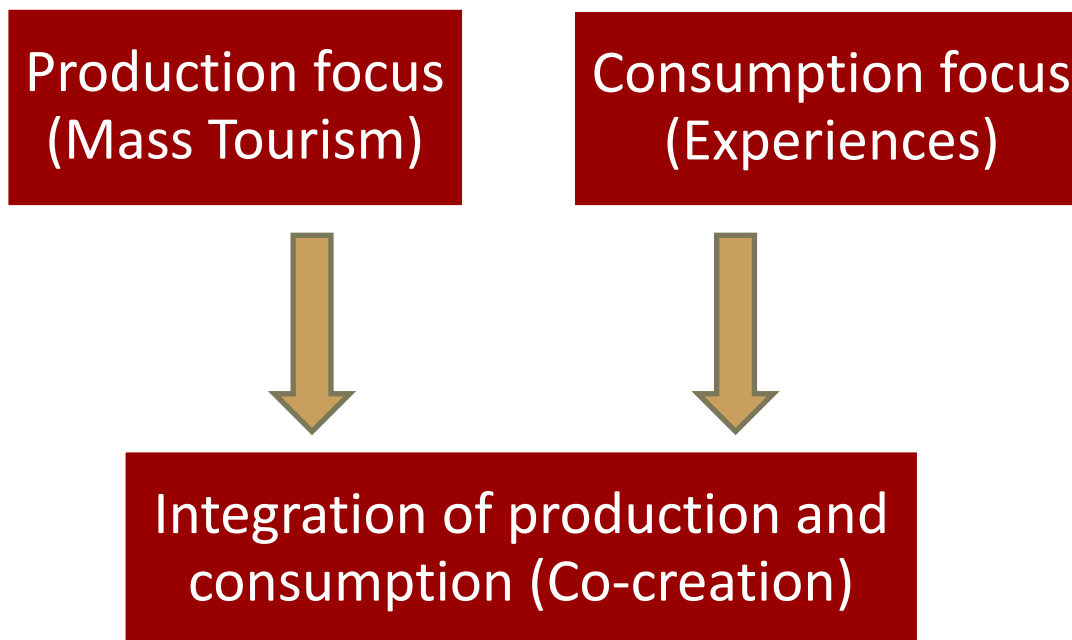 Production focus
(Mass Tourism)
Consumption focus
(Experiences)
Integration of production and
consumption (Co-creation)